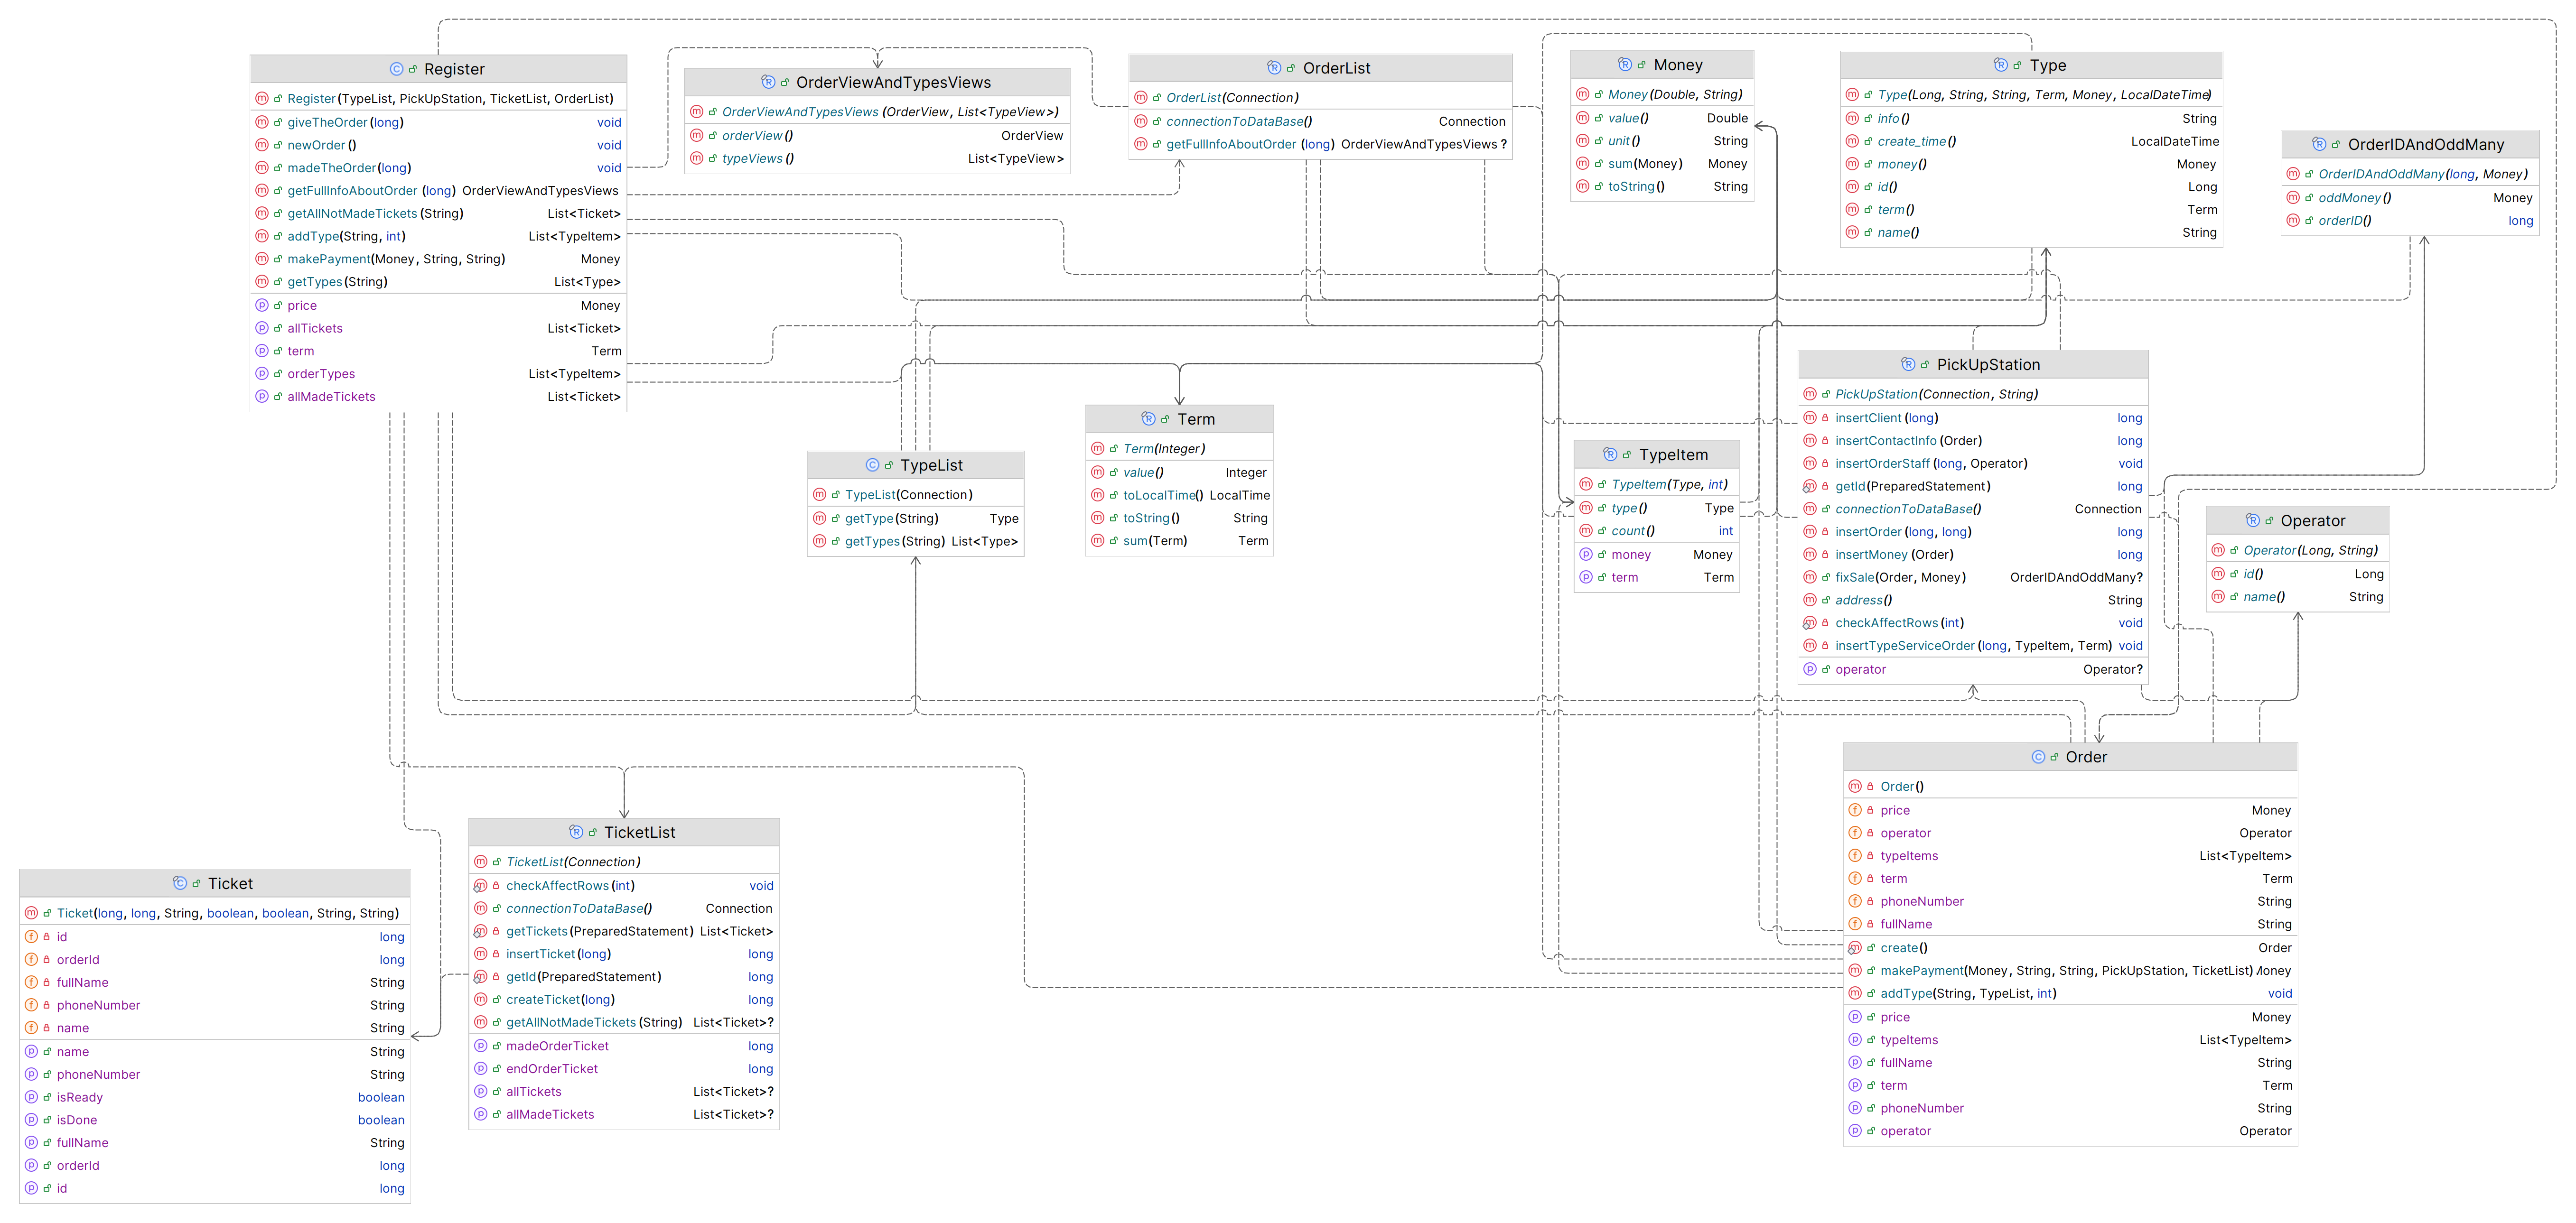 Register
Register(TypeList, PickUpStation, TicketList, OrderList)
giveTheOrder(long) void
newOrder() void
madeTheOrder(long) void
getFullInfoAboutOrder(long) OrderViewAndTypesViews
getAllNotMadeTickets(String) List<Ticket>
addType(String, int) List<TypeItem>
makePayment(Money, String, String) Money
getTypes(String) List<Type>
price Money
allTickets List<Ticket>
term Term
orderTypes List<TypeItem>
allMadeTickets List<Ticket>
OrderViewAndTypesViews
OrderViewAndTypesViews(OrderView, List<TypeView>)
orderView() OrderView
typeViews() List<TypeView>
OrderList
OrderList(Connection)
connectionToDataBase() Connection
getFullInfoAboutOrder(long) OrderViewAndTypesViews?
Money
Money(Double, String)
value() Double
unit() String
sum(Money) Money
toString() String
Type
Type(Long, String, String, Term, Money, LocalDateTime)
info() String
create_time() LocalDateTime
money() Money
id() Long
term() Term
name() String
OrderIDAndOddMany
OrderIDAndOddMany(long, Money)
oddMoney() Money
orderID() long
TypeList
TypeList(Connection)
getType(String) Type
getTypes(String) List<Type>
Term
Term(Integer)
value() Integer
toLocalTime() LocalTime
toString() String
sum(Term) Term
TypeItem
TypeItem(Type, int)
type() Type
count() int
money Money
term Term
PickUpStation
PickUpStation(Connection, String)
insertClient(long) long
insertContactInfo(Order) long
insertOrderStaff(long, Operator) void
getId(PreparedStatement) long
connectionToDataBase() Connection
insertOrder(long, long) long
insertMoney(Order) long
fixSale(Order, Money) OrderIDAndOddMany?
address() String
checkAffectRows(int) void
insertTypeServiceOrder(long, TypeItem, Term) void
operator Operator?
Operator
Operator(Long, String)
id() Long
name() String
Ticket
Ticket(long, long, String, boolean, boolean, String, String)
id long
orderId long
fullName String
phoneNumber String
name String
name String
phoneNumber String
isReady boolean
isDone boolean
fullName String
orderId long
id long
TicketList
TicketList(Connection)
checkAffectRows(int) void
connectionToDataBase() Connection
getTickets(PreparedStatement) List<Ticket>
insertTicket(long) long
getId(PreparedStatement) long
createTicket(long) long
getAllNotMadeTickets(String) List<Ticket>?
madeOrderTicket long
endOrderTicket long
allTickets List<Ticket>?
allMadeTickets List<Ticket>?
Order
Order()
price Money
operator Operator
typeItems List<TypeItem>
term Term
phoneNumber String
fullName String
create() Order
makePayment(Money, String, String, PickUpStation, TicketList) Money
addType(String, TypeList, int) void
price Money
typeItems List<TypeItem>
fullName String
term Term
phoneNumber String
operator Operator